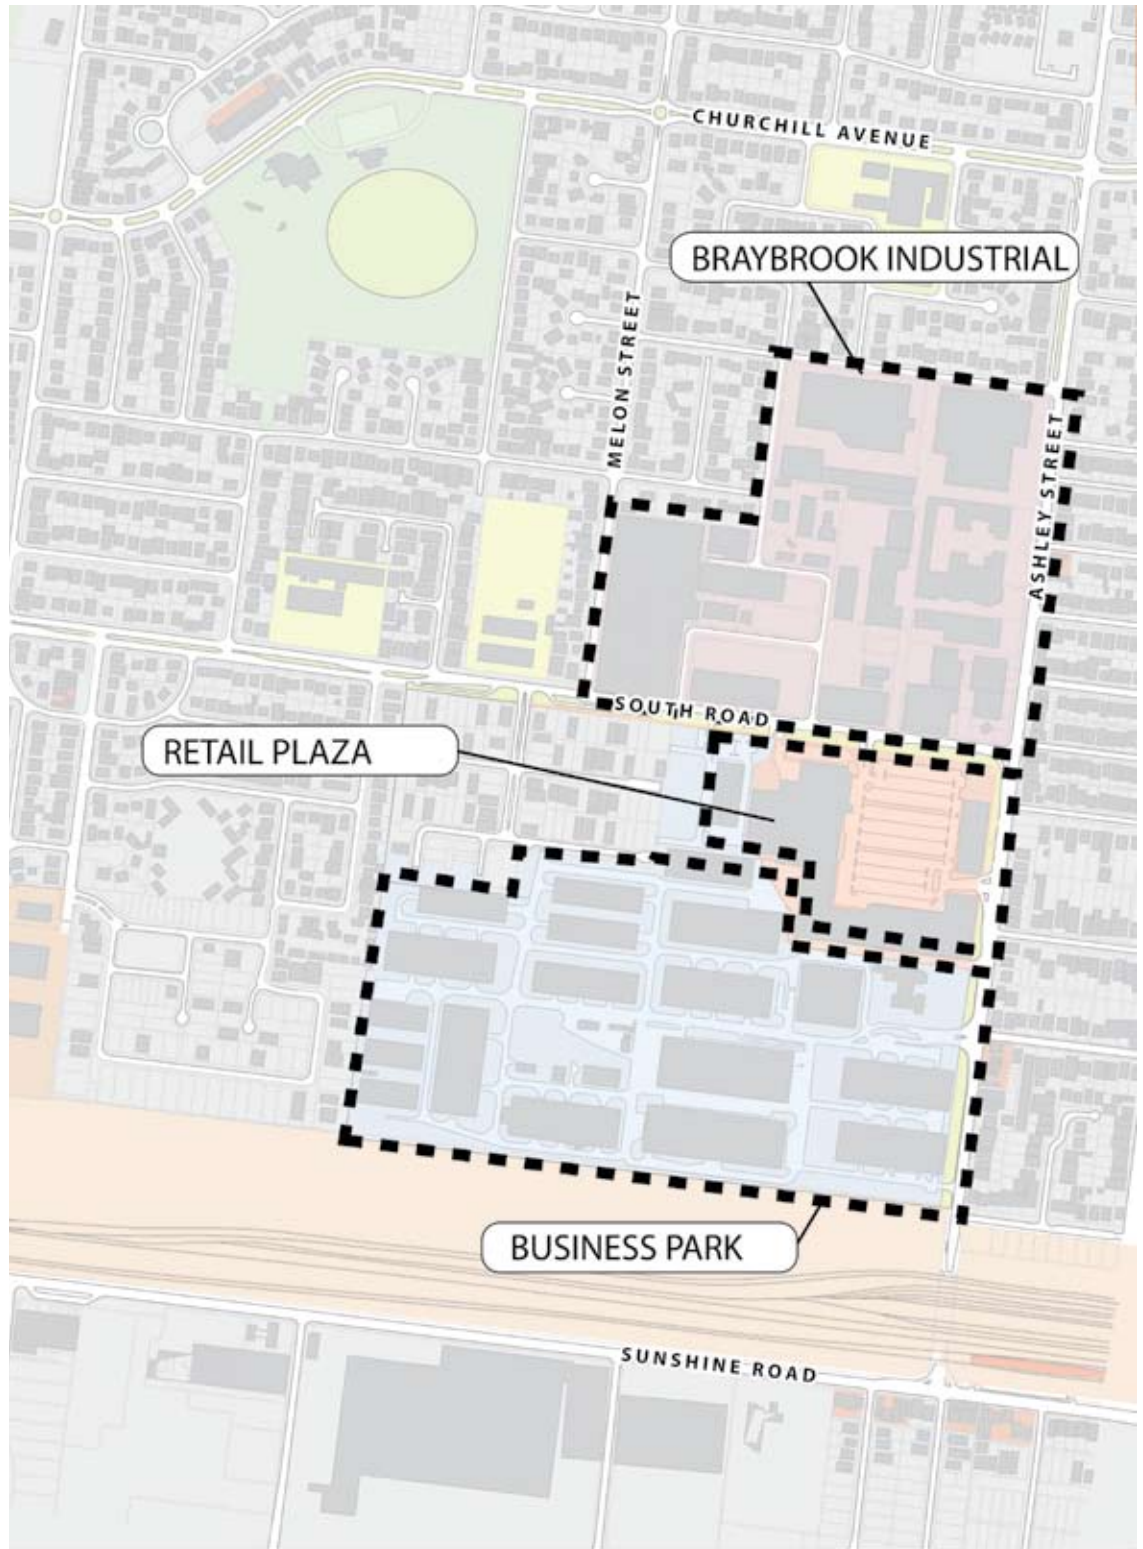 CHURCHILL AVENUE
BRAYBROOK INDUSTRIAL
MELON STREET
ASHLEY STREET
SOUTH ROAD
RETAIL PLAZA
BUSINESS PARK
SUNSHINE ROAD